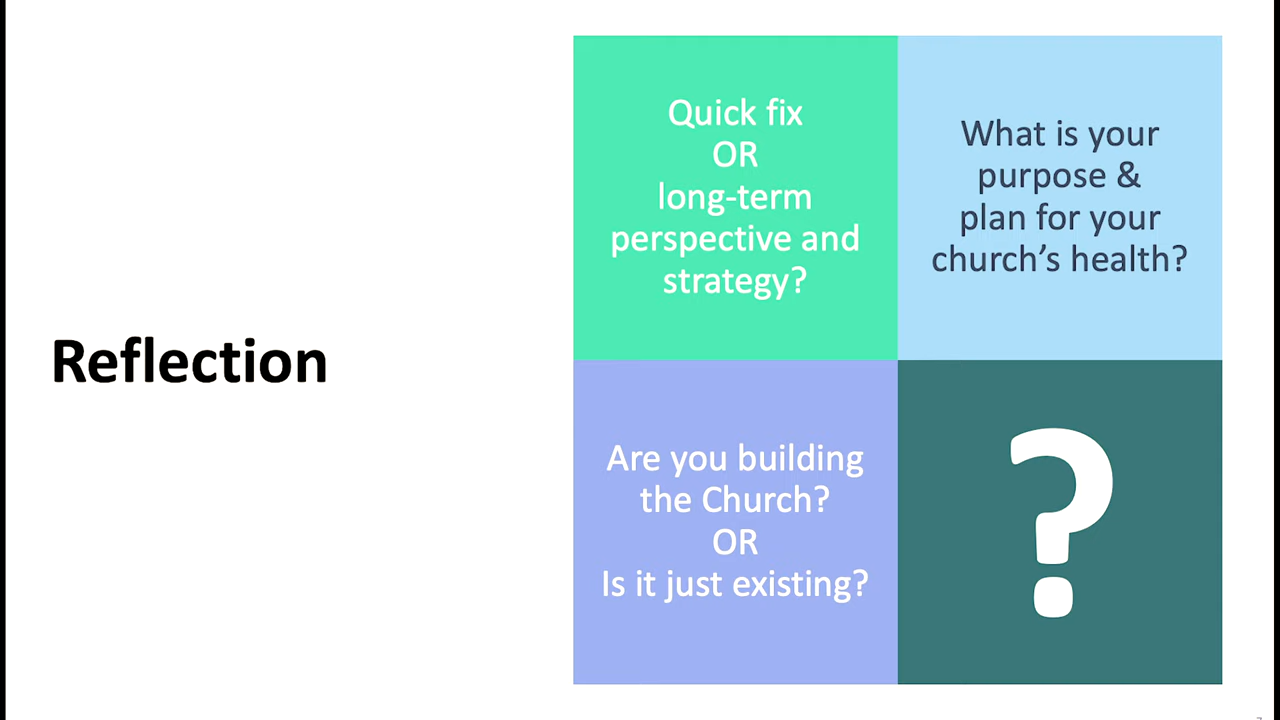 Reflection
Quick fix
OR
long-term
perspective and
strategy?
What is your
purpose &
plan for your
church’s health?
Are you building
the Church?
OR
Is it just existing?
?